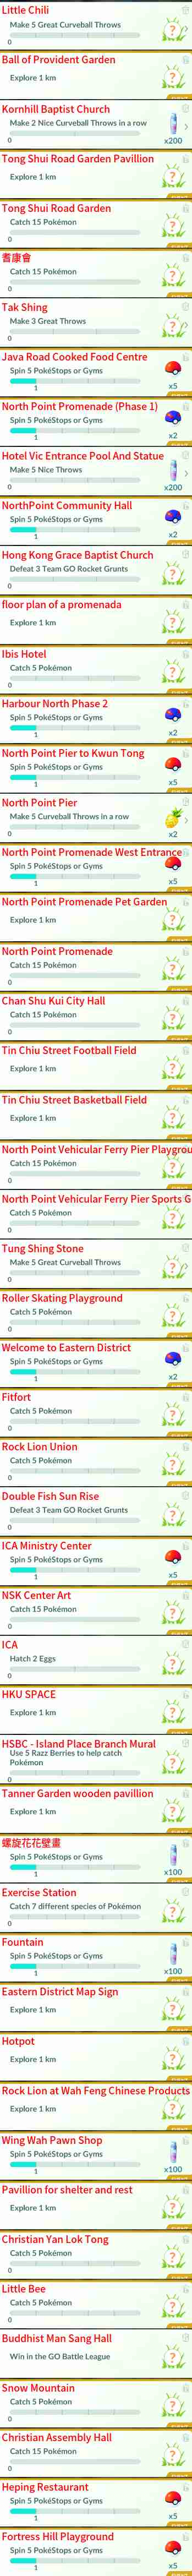 Little Chili
Make 5 Great Curveball Throws
0
Ball of Provident Garden
Explore 1 km
Kornhill Baptist Church
Make 2 Nice Curveball Throws in a row
0
x200
Tong Shui Road Garden Pavillion
Explore 1 km
Tong Shui Road Garden
Catch 15 Pokémon
0
耆康會
Catch 15 Pokémon
0
Tak Shing
Make 3 Great Throws
0
Java Road Cooked Food Centre
Spin 5 PokéStops or Gyms
1
x5
North Point Promenade (Phase 1)
Spin 5 PokéStops or Gyms
1
x2
Hotel Vic Entrance Pool And Statue
Make 5 Nice Throws
0
x200
NorthPoint Community Hall
Spin 5 PokéStops or Gyms
1
x2
Hong Kong Grace Baptist Church
Defeat 3 Team GO Rocket Grunts
0
floor plan of a promenada
Explore 1 km
Ibis Hotel
Catch 5 Pokémon
0
Harbour North Phase 2
Spin 5 PokéStops or Gyms
1
x2
North Point Pier to Kwun Tong
Spin 5 PokéStops or Gyms
1
x5
North Point Pier
Make 5 Curveball Throws in a row
0
x2
North Point Promenade West Entrance
Spin 5 PokéStops or Gyms
1
x5
North Point Promenade Pet Garden
Explore 1 km
North Point Promenade
Catch 15 Pokémon
0
Chan Shu Kui City Hall
Catch 15 Pokémon
0
Tin Chiu Street Football Field
Explore 1 km
Tin Chiu Street Basketball Field
Explore 1 km
North Point Vehicular Ferry Pier Playgrou
Catch 15 Pokémon
0
North Point Vehicular Ferry Pier Sports G
Catch 5 Pokémon
0
Tung Shing Stone
Make 5 Great Curveball Throws
0
Roller Skating Playground
Catch 5 Pokémon
0
Welcome to Eastern District
Spin 5 PokéStops or Gyms
1
x2
Fitfort
Catch 5 Pokémon
0
Rock Lion Union
Catch 5 Pokémon
0
Double Fish Sun Rise
Defeat 3 Team GO Rocket Grunts
0
ICA Ministry Center
Spin 5 PokéStops or Gyms
1
x5
NSK Center Art
Catch 15 Pokémon
0
ICA
Hatch 2 Eggs
0
HKU SPACE
Explore 1 km
HSBC - Island Place Branch Mural
Use 5 Razz Berries to help catch
Pokémon
0
Tanner Garden wooden pavillion
Explore 1 km
螺旋花花壁畫
Spin 5 PokéStops or Gyms
1
x100
Exercise Station
Catch 7 different species of Pokémon
0
Fountain
Spin 5 PokéStops or Gyms
1
x100
Eastern District Map Sign
Explore 1 km
Hotpot
Explore 1 km
Rock Lion at Wah Feng Chinese Products
Explore 1 km
Wing Wah Pawn Shop
Spin 5 PokéStops or Gyms
1
x100
Pavillion for shelter and rest
Explore 1 km
Christian Yan Lok Tong
Catch 5 Pokémon
0
Little Bee
Catch 5 Pokémon
0
Buddhist Man Sang Hall
Win in the GO Battle League
Snow Mountain
Catch 5 Pokémon
0
Christian Assembly Hall
Catch 15 Pokémon
0
Heping Restaurant
Spin 5 PokéStops or Gyms
1
x5
Fortress Hill Playground
Spin 5 PokéStops or Gyms
1
x5